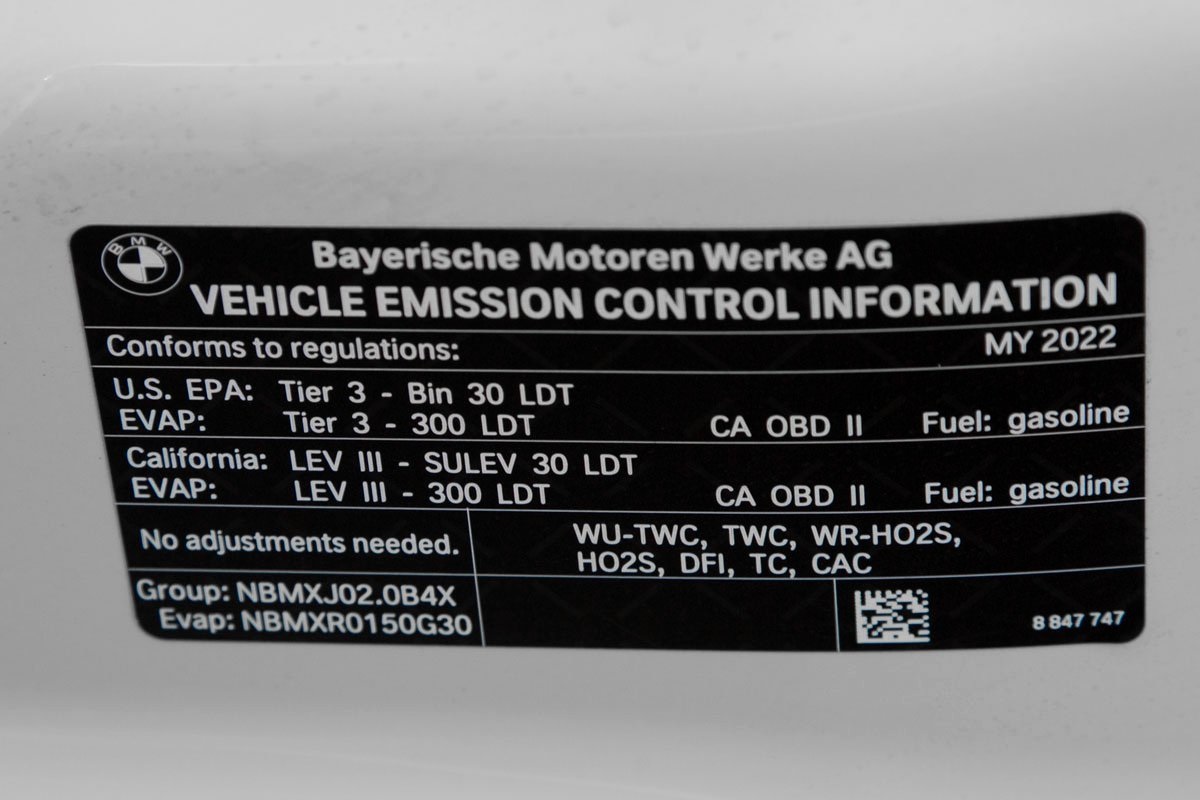 BMW
Bayerische Motoren Werke AG
VEHICLE EMISSION CONTROL INFORMATION
Conforms to regulations: MY 2022
U.S. EPA: Tier 3 - Bin 30 LDT
EVAP: Tier 3 - 300 LDT CA OBD II Fuel: gasoline
California: LEV III - SULEV 30 LDT
EVAP: LEV III - 300 LDT CA OBD II Fuel: gasoline
No adjustments needed.
WU-TWC, TWC, WR-HO2S,
HO2S, DFI, TC, CAC
Group: NBMXJ02.0B4X
Evap: NBMXR0150G30
8 847 747